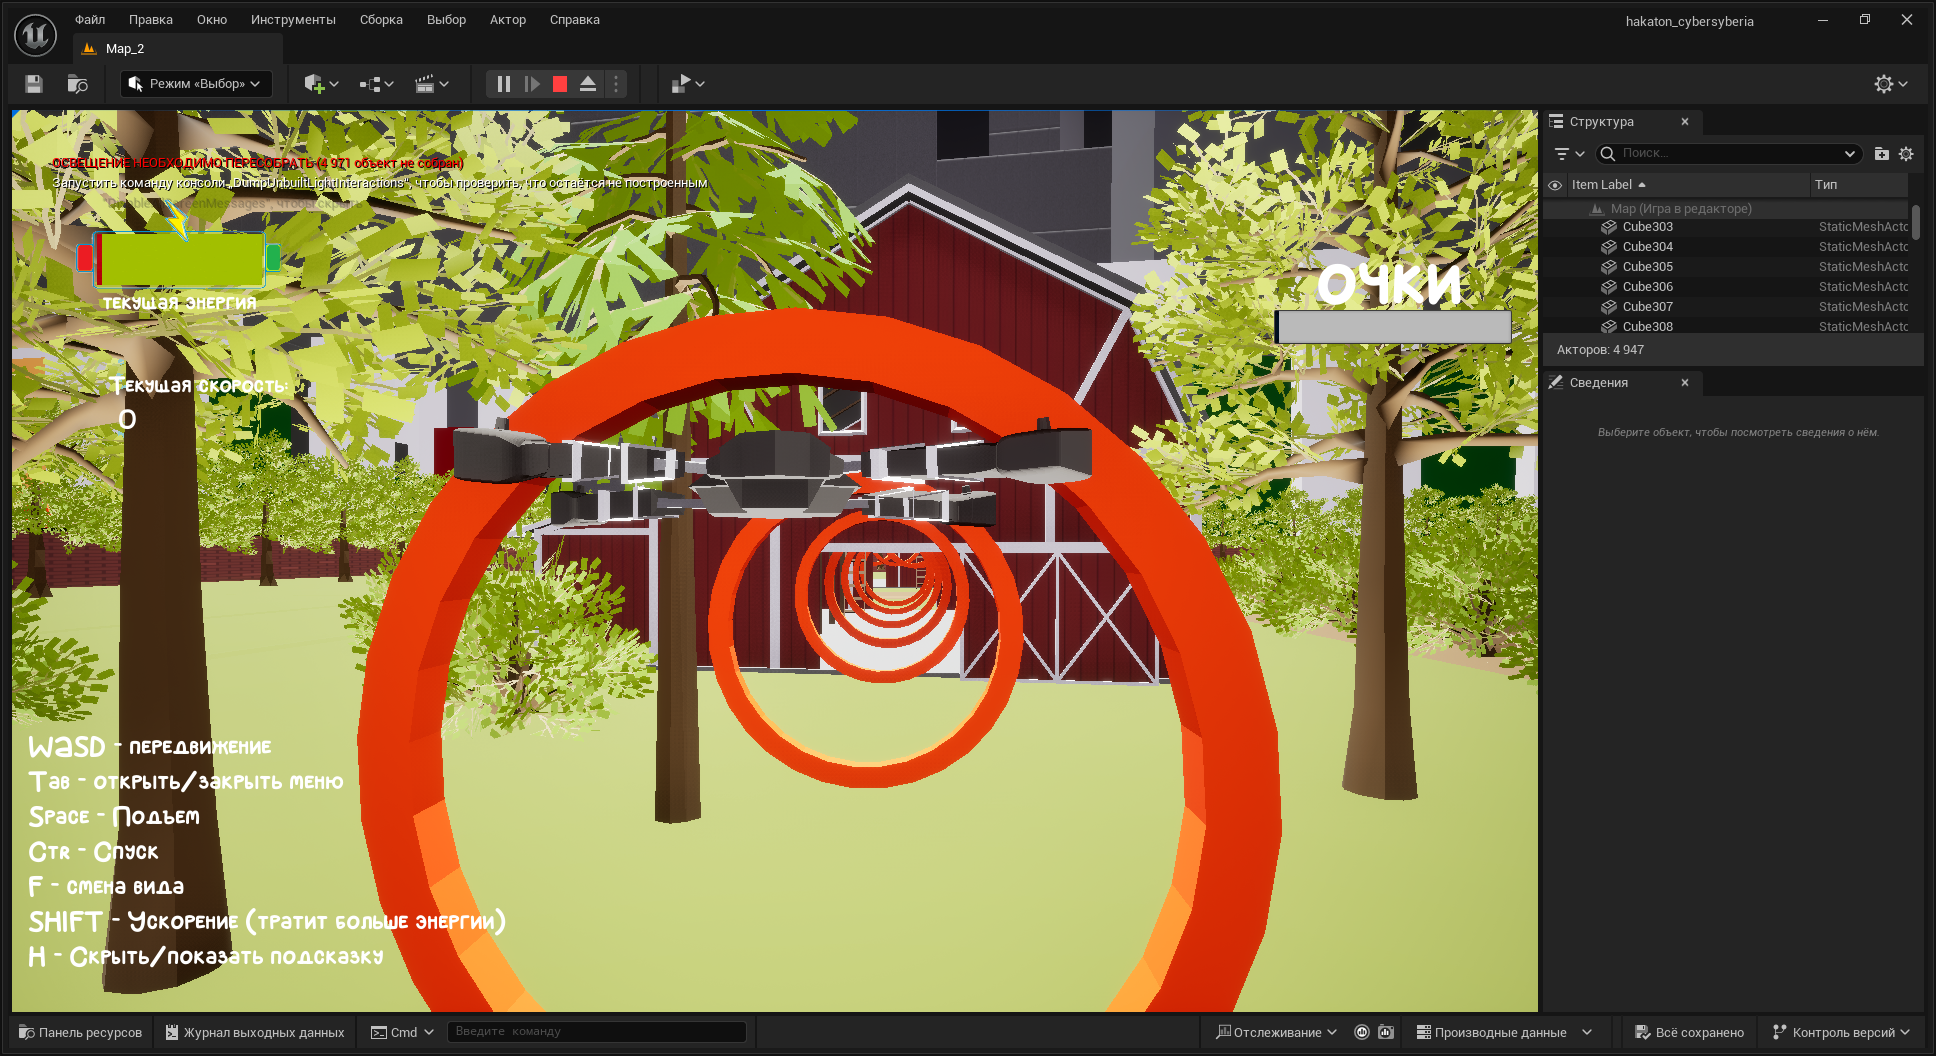 Файл Правка Окно Инструменты Сборка Выбор Актор Справка
hakaton_cybersyberia
Map_2
Режим «Выбор»
ОСВЕЩЕНИЕ НЕОБХОДИМО ПЕРЕСОБРАТЬ (4 971 объект не собран)
Запустить команду консоли „DumpUnbuiltLightInteractions“, чтобы проверить, что остаётся не построенным
ТЕКУЩАЯ ЭНЕРГИЯ
Текущая скорость:
0
ОЧКИ
WASD - передвижение
Tab - открыть/закрыть меню
Space - Подъем
Ctr - Спуск
F - смена вида
SHIFT - Ускорение (тратит больше энергии)
H - Скрыть/показать подсказку
Структура
Поиск...
Item Label Тип
Map (Игра в редакторе)
Cube303 StaticMeshActo
Cube304 StaticMeshActo
Cube305 StaticMeshActo
Cube306 StaticMeshActo
Cube307 StaticMeshActo
Cube308 StaticMeshActo
Акторов: 4 947
Сведения
Выберите объект, чтобы посмотреть сведения о нём.
Панель ресурсов Журнал выходных данных Cmd Введите команду Отслеживание Производные данные Всё сохранено Контроль версий